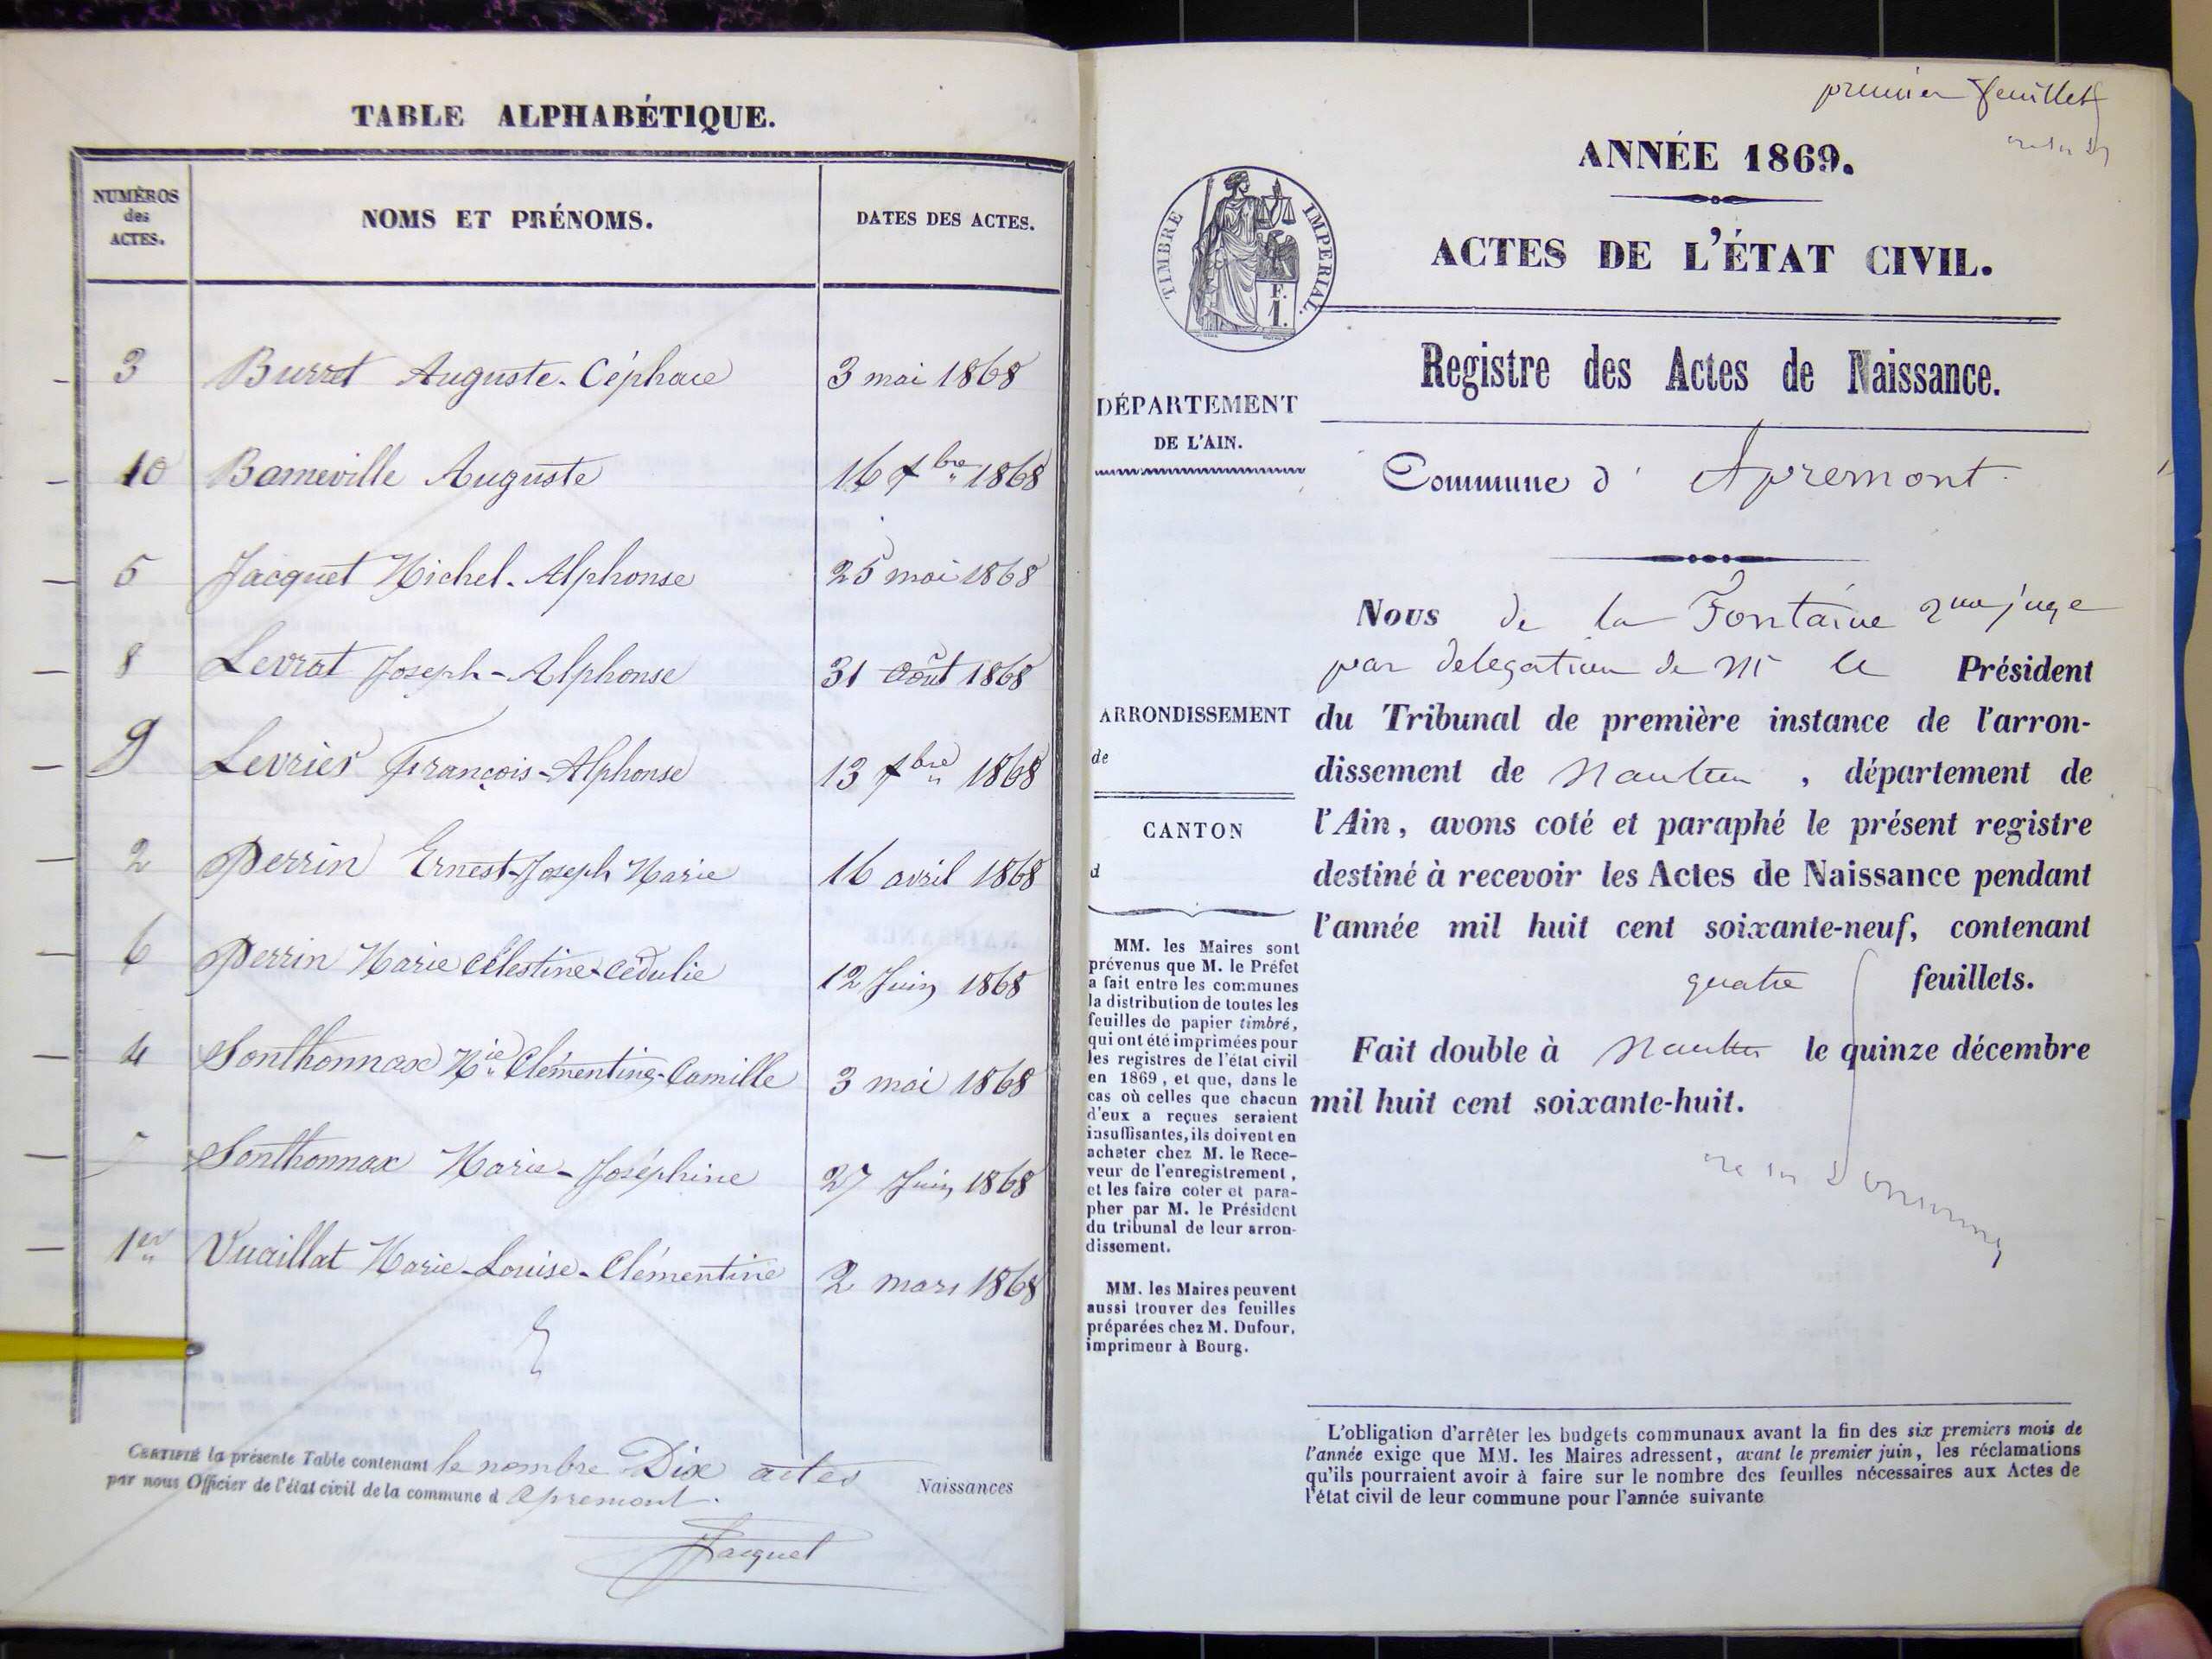 TABLE ALPHABÉTIQUE.
NUMÉROS des ACTES. NOMS ET PRÉNOMS. DATES DES ACTES.
3 Burret Auguste-Céphace 3 mai 1868
10 Bameville Auguste 16 xbre 1868
5 Jacquet Michel-Alphonse 25 mai 1868
8 Levrat Joseph-Alphonse 31 août 1868
9 Levrier François-Alphonse 13 xbre 1868
2 Perrin Ernest-Joseph Marie 16 avril 1868
6 Perrin Marie Célestine-Cédulie 12 Juin 1868
4 Sonthonnax Mie Clémentine-Camille 3 mai 1868
7 Sonthonnax Marie-Joséphine 27 Juin 1868
1er Vuaillat Marie-Louise-Clémentine 2 mars 1868
CERTIFIÉ la présente Table contenant le nombre Dix actes
par nous Officier de l'état civil de la commune d Apremont.
Naissances
Jacquet
premier feuillet
ANNÉE 1869.
ACTES DE L'ÉTAT CIVIL.
TIMBRE IMPÉRIAL.
F.
1.
Registre des Actes de Naissance.
DÉPARTEMENT
DE L'AIN.
Commune d' Apremont
Nous de la Fontaine juge
par delegation de Mr le Président
du Tribunal de première instance de l'arron-
dissement de Nantua, département de
l'Ain, avons coté et paraphé le présent registre
destiné à recevoir les Actes de Naissance pendant
l'année mil huit cent soixante-neuf, contenant
quatre feuillets.
Fait double à Nantua le quinze décembre
mil huit cent soixante-huit.
ARRONDISSEMENT
de
CANTON
d
MM. les Maires sont
prévenus que M. le Préfet
a fait entre les communes
la distribution de toutes les
feuilles de papier timbré,
qui ont été imprimées pour
les registres de l'état civil
en 1869, et que, dans le
cas où celles que chacun
d'eux a reçues seraient
insuffisantes, ils doivent en
acheter chez M. le Rece-
veur de l'enregistrement,
et les faire coter et para-
pher par M. le Président
du tribunal de leur arron-
dissement.
MM. les Maires peuvent
aussi trouver des feuilles
préparées chez M. Dufour,
imprimeur à Bourg.
L'obligation d'arrêter les budgets communaux avant la fin des six premiers mois de
l'année exige que MM. les Maires adressent, avant le premier juin, les réclamations
qu'ils pourraient avoir à faire sur le nombre des feuilles nécessaires aux Actes de
l'état civil de leur commune pour l'année suivante